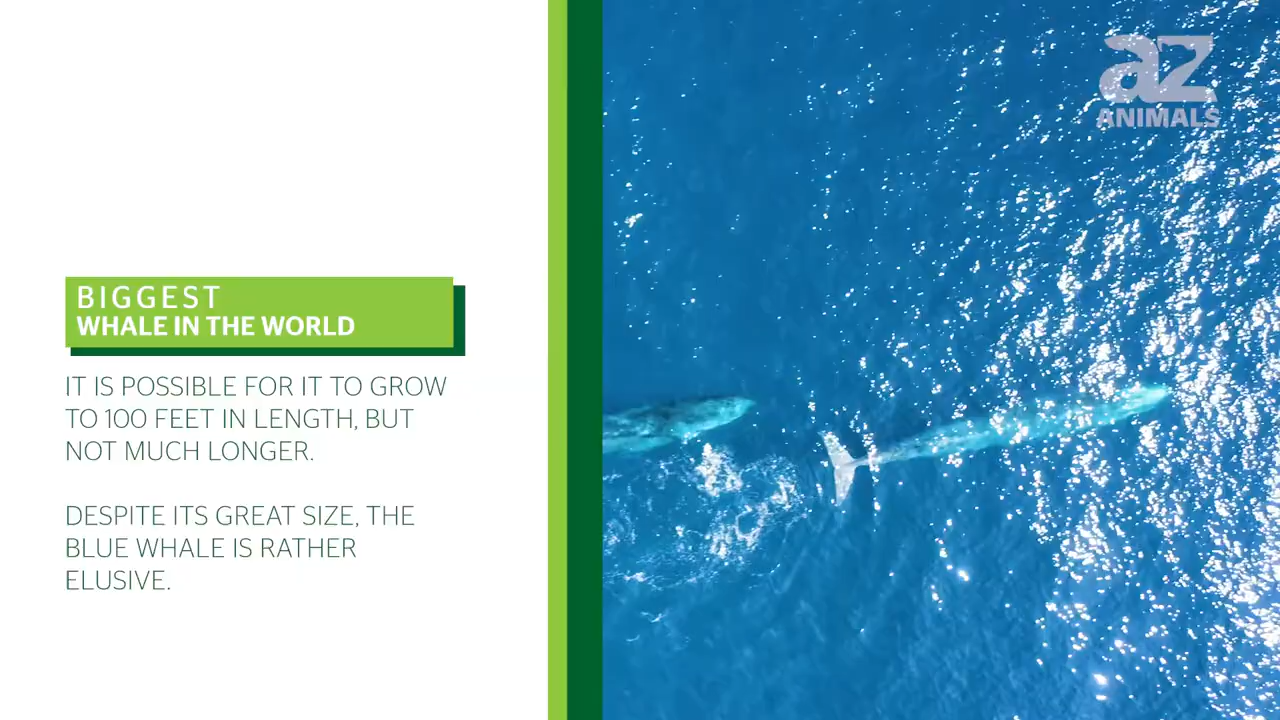 az
ANIMALS
BIGGEST
WHALE IN THE WORLD
IT IS POSSIBLE FOR IT TO GROW
TO 100 FEET IN LENGTH, BUT
NOT MUCH LONGER.
DESPITE ITS GREAT SIZE, THE
BLUE WHALE IS RATHER
ELUSIVE.